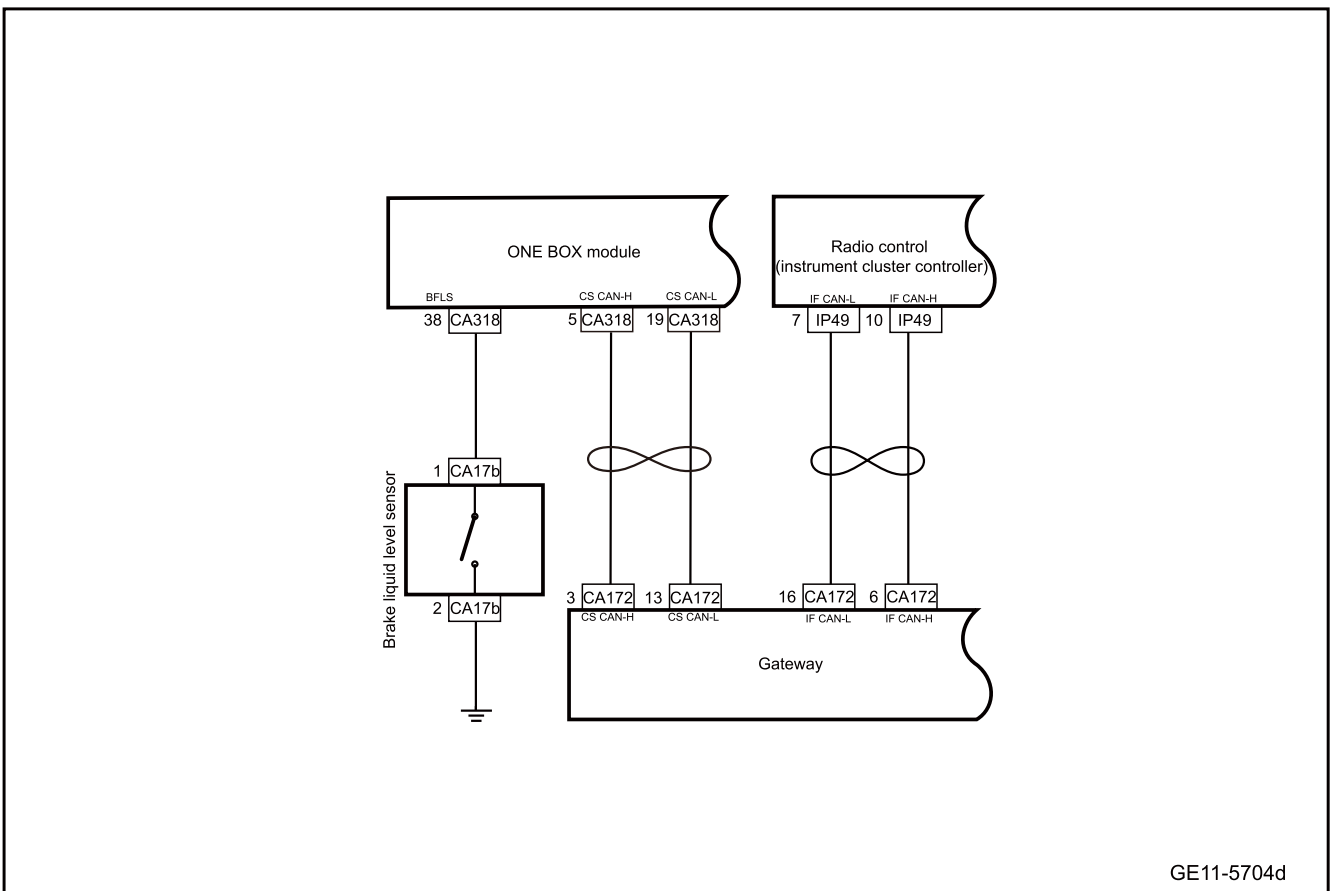 ONE BOX module
Radio control
(instrument cluster controller)
BFLS
CS CAN-H
CS CAN-L
IF CAN-L
IF CAN-H
38 CA318
5 CA318
19 CA318
7 IP49
10 IP49
1 CA17b
Brake liquid level sensor
2 CA17b
3 CA172
13 CA172
16 CA172
6 CA172
CS CAN-H
CS CAN-L
IF CAN-L
IF CAN-H
Gateway
GE11-5704d